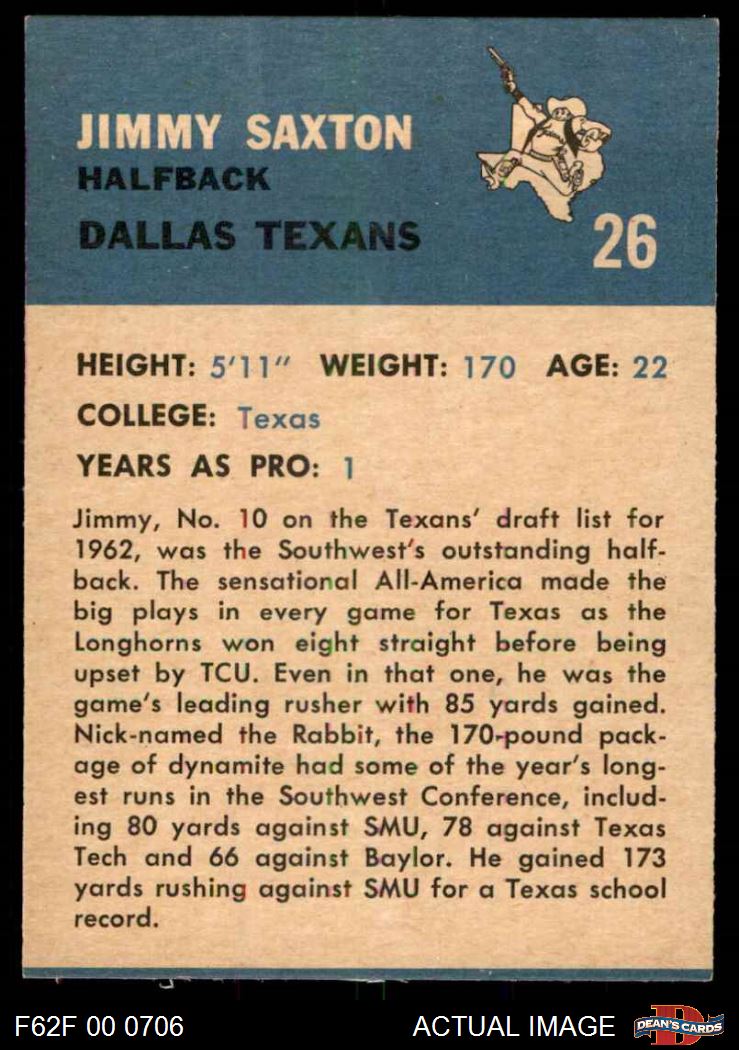 JIMMY SAXTON
HALFBACK
DALLAS TEXANS
26
HEIGHT: 5'11" WEIGHT: 170 AGE: 22
COLLEGE: Texas
YEARS AS PRO: 1
Jimmy, No. 10 on the Texans' draft list for
1962, was the Southwest's outstanding half-
back. The sensational All-America made the
big plays in every game for Texas as the
Longhorns won eight straight before being
upset by TCU. Even in that one, he was the
game's leading rusher with 85 yards gained.
Nick-named the Rabbit, the 170-pound pack-
age of dynamite had some of the year's long-
est runs in the Southwest Conference, includ-
ing 80 yards against SMU, 78 against Texas
Tech and 66 against Baylor. He gained 173
yards rushing against SMU for a Texas school
record.
F62F 00 0706
ACTUAL IMAGE
DEAN'S CARDS